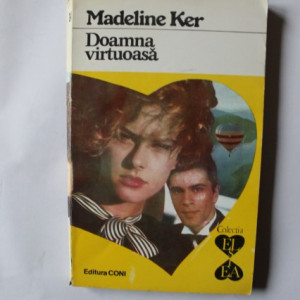 Madeline Ker
Doamna
virtuoasă
Colecția
EL
EA
Editura CONI